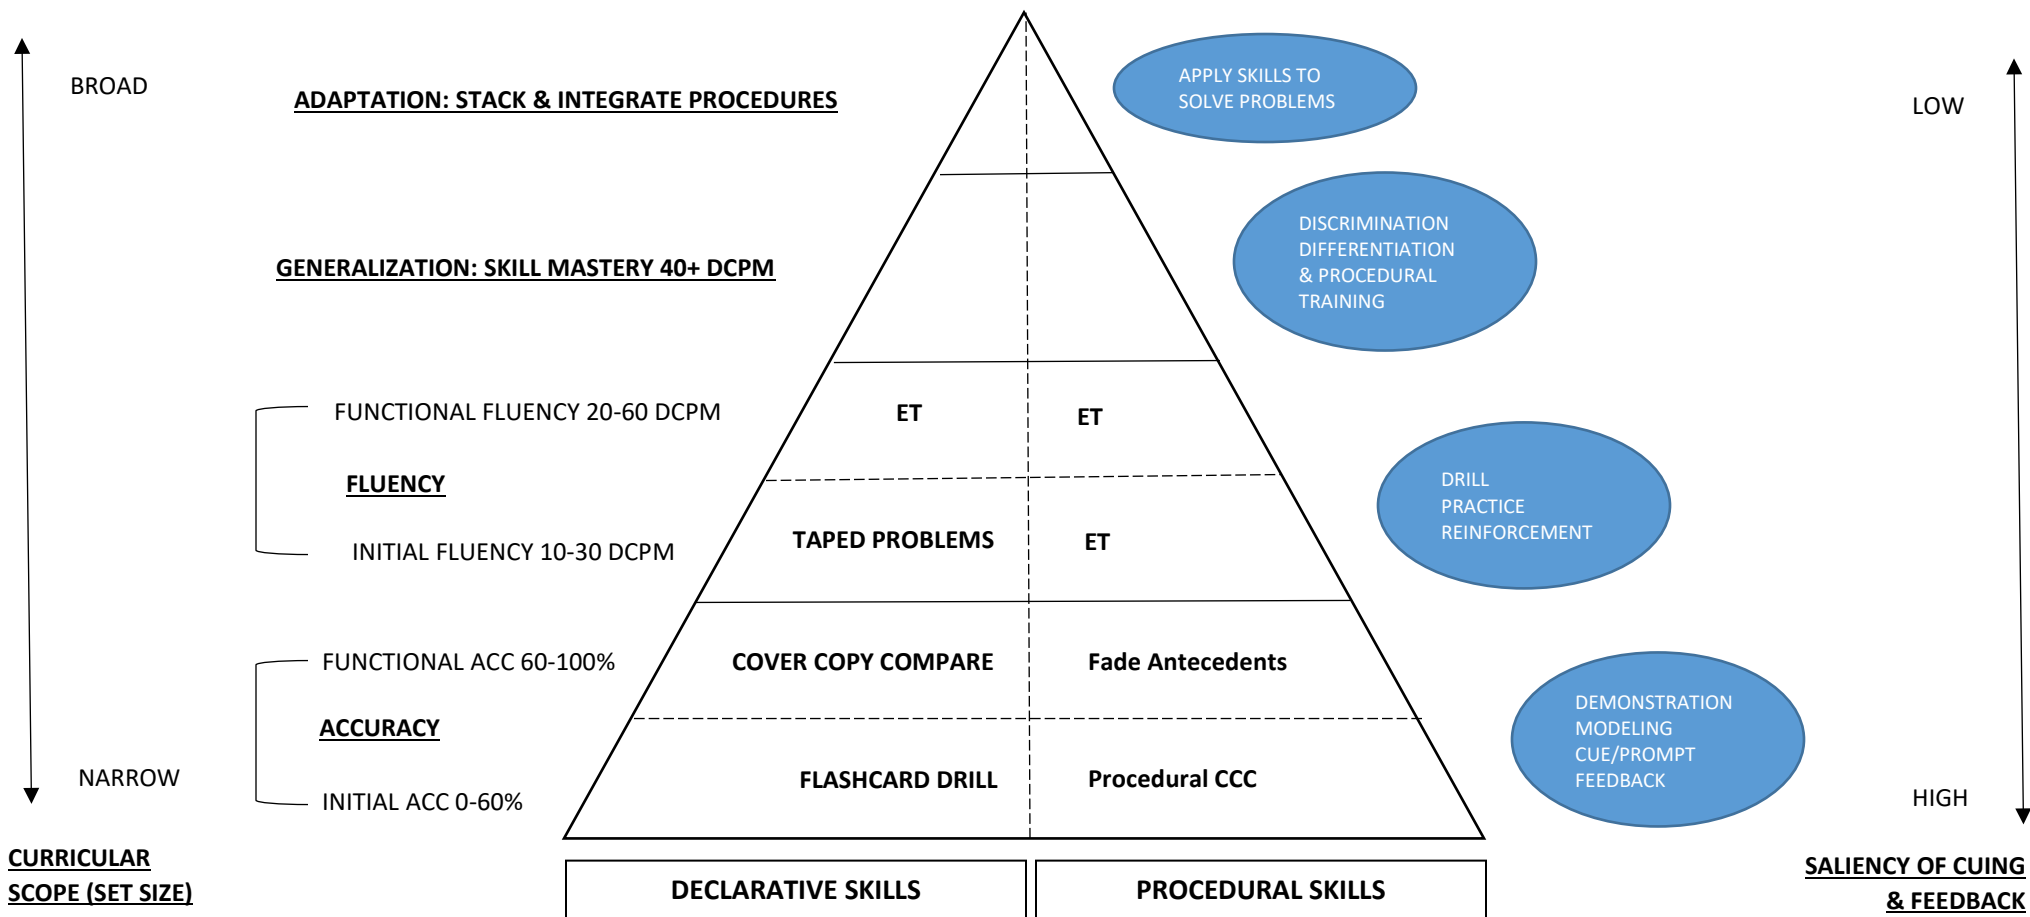 BROAD
ADAPTATION: STACK & INTEGRATE PROCEDURES
APPLY SKILLS TO
SOLVE PROBLEMS
LOW
GENERALIZATION: SKILL MASTERY 40+ DCPM
DISCRIMINATION
DIFFERENTIATION
& PROCEDURAL
TRAINING
FUNCTIONAL FLUENCY 20-60 DCPM
ET
ET
FLUENCY
DRILL
PRACTICE
REINFORCEMENT
INITIAL FLUENCY 10-30 DCPM
TAPED PROBLEMS
ET
FUNCTIONAL ACC 60-100%
COVER COPY COMPARE
Fade Antecedents
ACCURACY
DEMONSTRATION
MODELING
CUE/PROMPT
FEEDBACK
NARROW
INITIAL ACC 0-60%
FLASHCARD DRILL
Procedural CCC
HIGH
CURRICULAR
SCOPE (SET SIZE)
DECLARATIVE SKILLS
PROCEDURAL SKILLS
SALIENCY OF CUING
& FEEDBACK